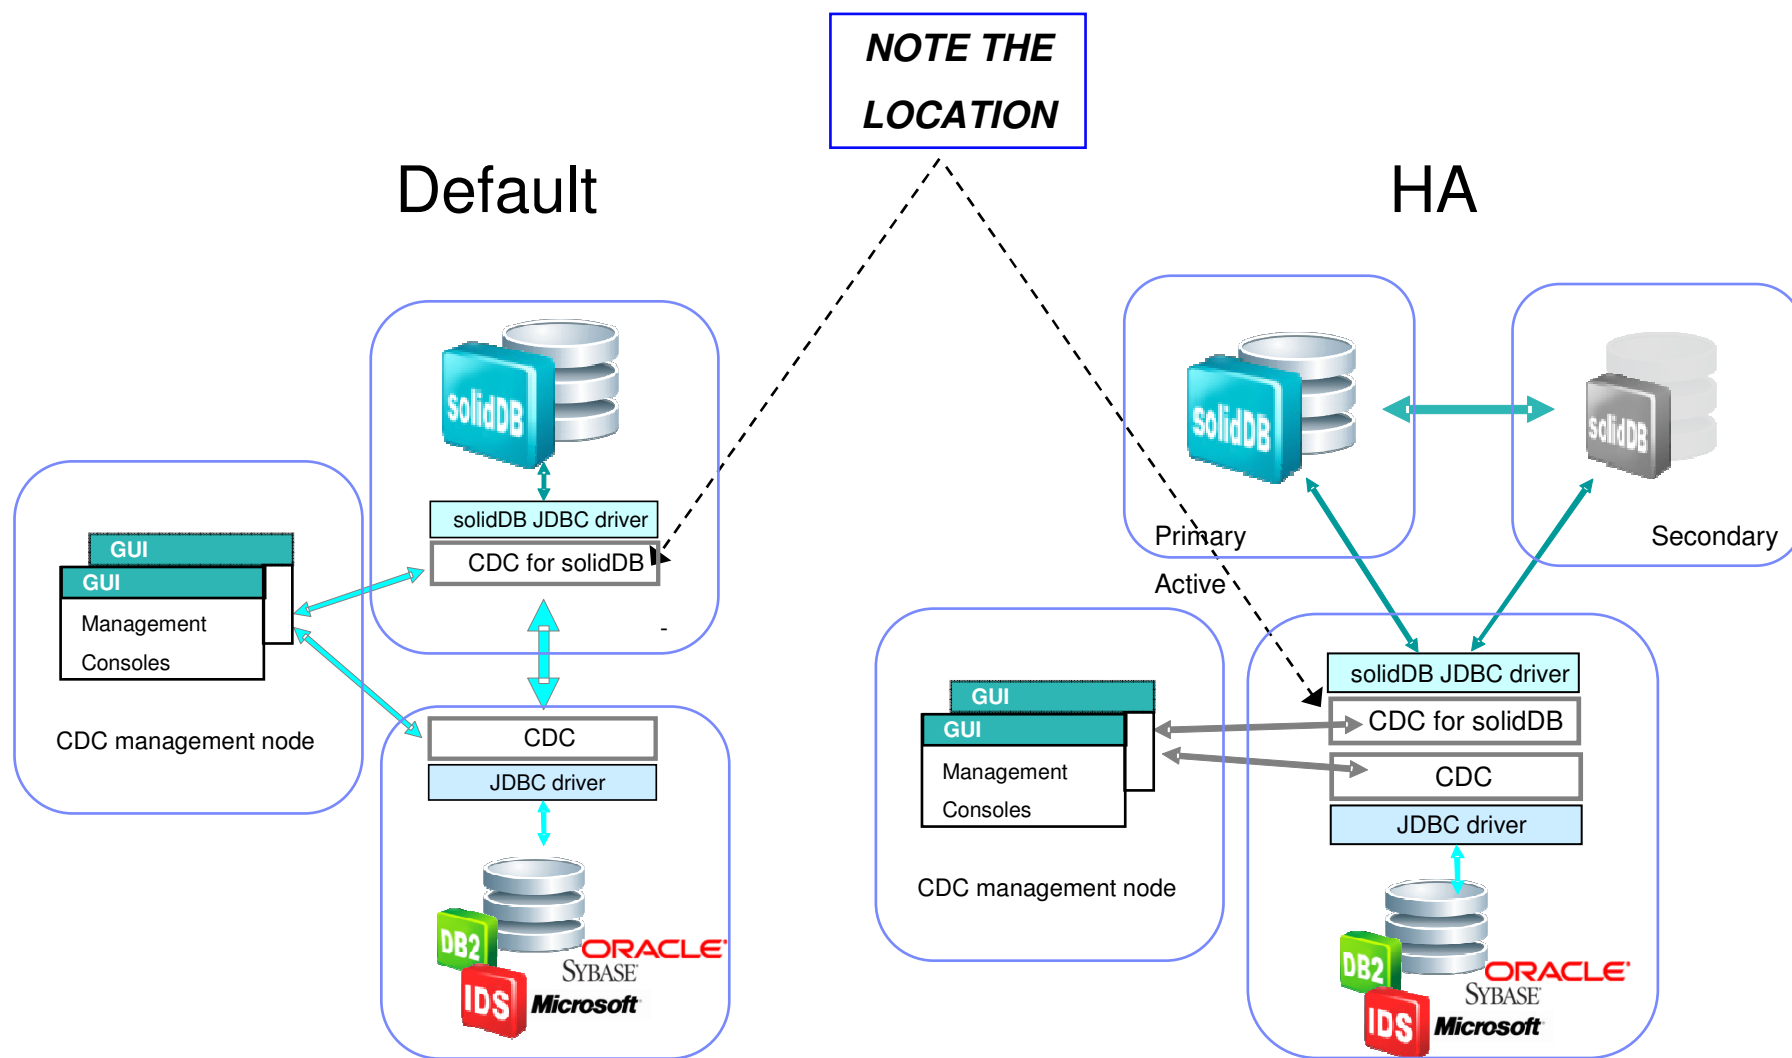 NOTE THE
LOCATION
Default
HA
solidDB
solidDB JDBC driver
CDC for solidDB
-
GUI
GUI
Management
Consoles
CDC management node
CDC
JDBC driver
DB2
ORACLE
SYBASE
IDS
Microsoft
solidDB
Primary
Active
solidDB
Secondary
solidDB JDBC driver
CDC for solidDB
CDC
JDBC driver
GUI
GUI
Management
Consoles
CDC management node
DB2
ORACLE
SYBASE
IDS
Microsoft